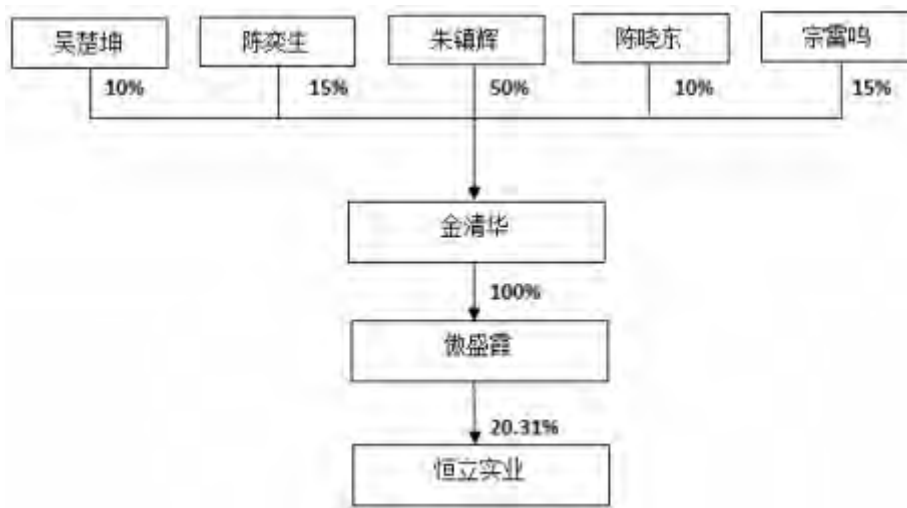 吴楚坤 陈奕生 朱镇辉 陈晓东 宗雷鸣
10% 15% 50% 10% 15%
金清华
100%
傲盛霞
20.31%
恒立实业